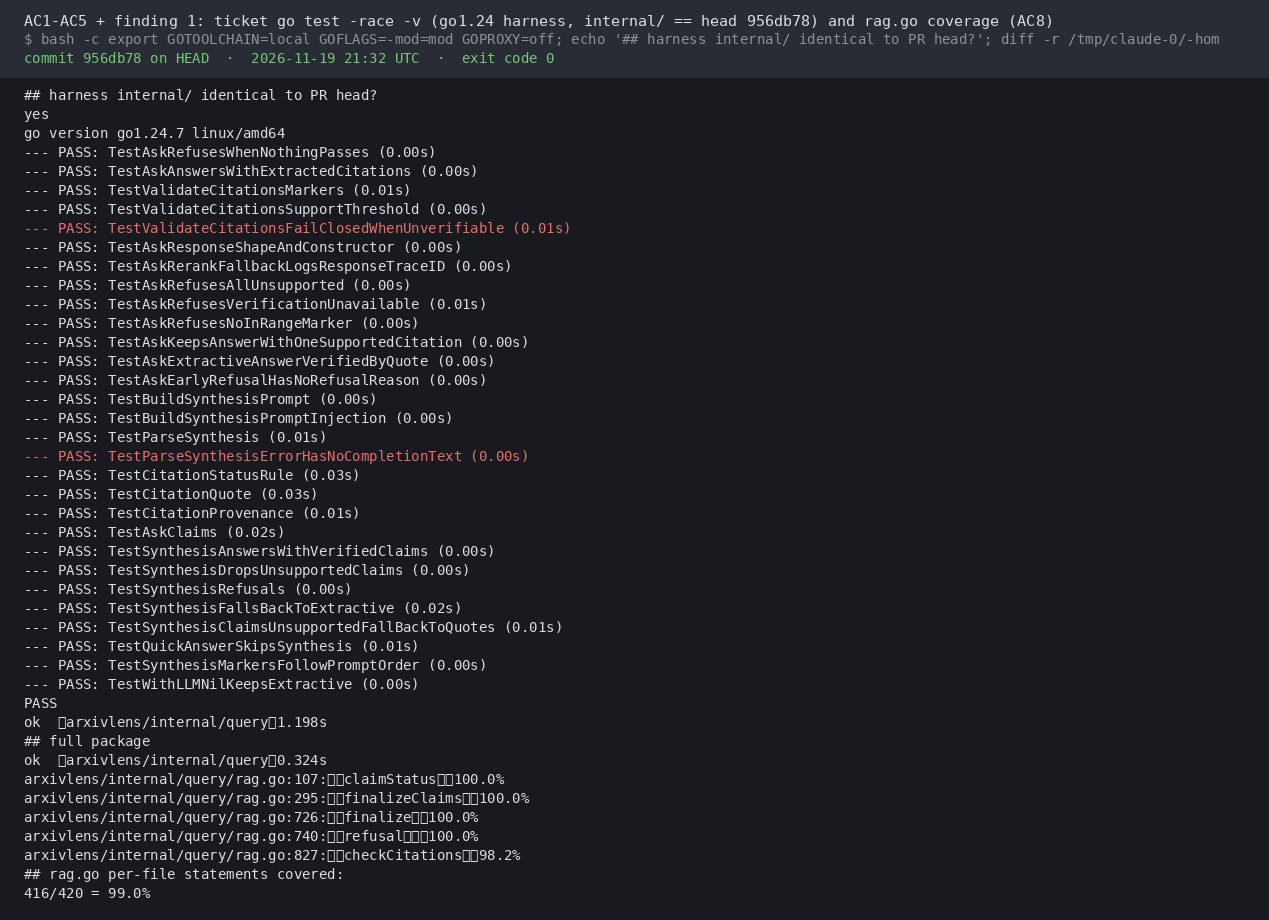 AC1-AC5 + finding 1: ticket go test -race -v (go1.24 harness, internal/ == head 956db78) and rag.go coverage (AC8)
$ bash -c export GOTOOLCHAIN=local GOFLAGS=-mod=mod GOPROXY=off; echo '## harness internal/ identical to PR head?'; diff -r /tmp/claude-0/-hom
commit 956db78 on HEAD · 2026-11-19 21:32 UTC · exit code 0
## harness internal/ identical to PR head?
yes
go version go1.24.7 linux/amd64
--- PASS: TestAskRefusesWhenNothingPasses (0.00s)
--- PASS: TestAskAnswersWithExtractedCitations (0.00s)
--- PASS: TestValidateCitationsMarkers (0.01s)
--- PASS: TestValidateCitationsSupportThreshold (0.00s)
--- PASS: TestValidateCitationsFailClosedWhenUnverifiable (0.01s)
--- PASS: TestAskResponseShapeAndConstructor (0.00s)
--- PASS: TestAskRerankFallbackLogsResponseTraceID (0.00s)
--- PASS: TestAskRefusesAllUnsupported (0.00s)
--- PASS: TestAskRefusesVerificationUnavailable (0.01s)
--- PASS: TestAskRefusesNoInRangeMarker (0.00s)
--- PASS: TestAskKeepsAnswerWithOneSupportedCitation (0.00s)
--- PASS: TestAskExtractiveAnswerVerifiedByQuote (0.00s)
--- PASS: TestAskEarlyRefusalHasNoRefusalReason (0.00s)
--- PASS: TestBuildSynthesisPrompt (0.00s)
--- PASS: TestBuildSynthesisPromptInjection (0.00s)
--- PASS: TestParseSynthesis (0.01s)
--- PASS: TestParseSynthesisErrorHasNoCompletionText (0.00s)
--- PASS: TestCitationStatusRule (0.03s)
--- PASS: TestCitationQuote (0.03s)
--- PASS: TestCitationProvenance (0.01s)
--- PASS: TestAskClaims (0.02s)
--- PASS: TestSynthesisAnswersWithVerifiedClaims (0.00s)
--- PASS: TestSynthesisDropsUnsupportedClaims (0.00s)
--- PASS: TestSynthesisRefusals (0.00s)
--- PASS: TestSynthesisFallsBackToExtractive (0.02s)
--- PASS: TestSynthesisClaimsUnsupportedFallBackToQuotes (0.01s)
--- PASS: TestQuickAnswerSkipsSynthesis (0.01s)
--- PASS: TestSynthesisMarkersFollowPromptOrder (0.00s)
--- PASS: TestWithLLMNilKeepsExtractive (0.00s)
PASS
ok  □arxivlens/internal/query□1.198s
## full package
ok  □arxivlens/internal/query□0.324s
arxivlens/internal/query/rag.go:107:□□claimStatus□□100.0%
arxivlens/internal/query/rag.go:295:□□finalizeClaims□□100.0%
arxivlens/internal/query/rag.go:726:□□finalize□□100.0%
arxivlens/internal/query/rag.go:740:□□refusal□□□100.0%
arxivlens/internal/query/rag.go:827:□□checkCitations□□98.2%
## rag.go per-file statements covered:
416/420 = 99.0%